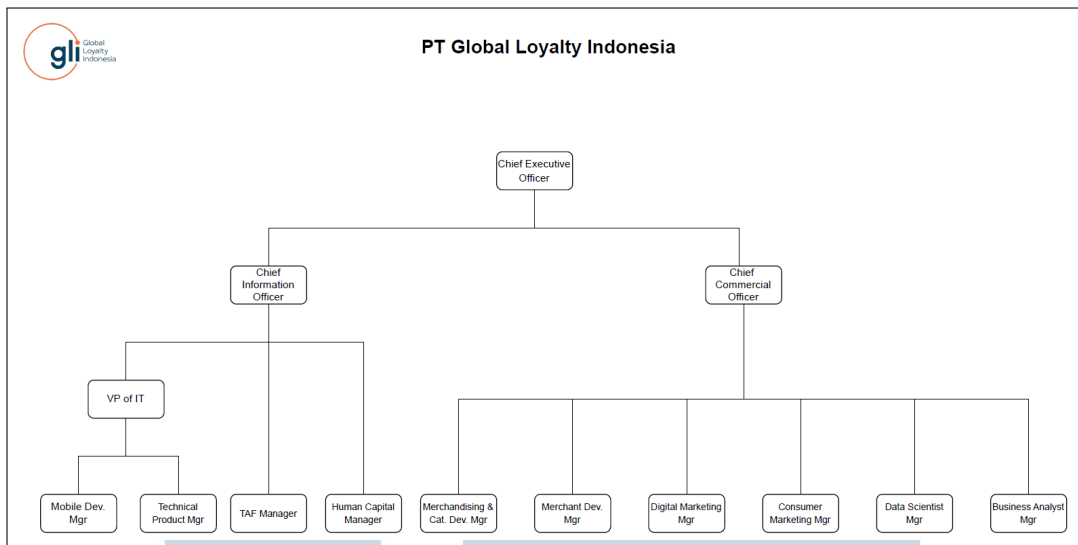 gli
Global
Loyalty
Indonesia
PT Global Loyalty Indonesia
Chief Executive
Officer
Chief
Information
Officer
Chief
Commercial
Officer
VP of IT
Mobile Dev.
Mgr
Technical
Product Mgr
TAF Manager
Human Capital
Manager
Merchandising &
Cat. Dev. Mgr
Merchant Dev.
Mgr
Digital Marketing
Mgr
Consumer
Marketing Mgr
Data Scientist
Mgr
Business Analyst
Mgr